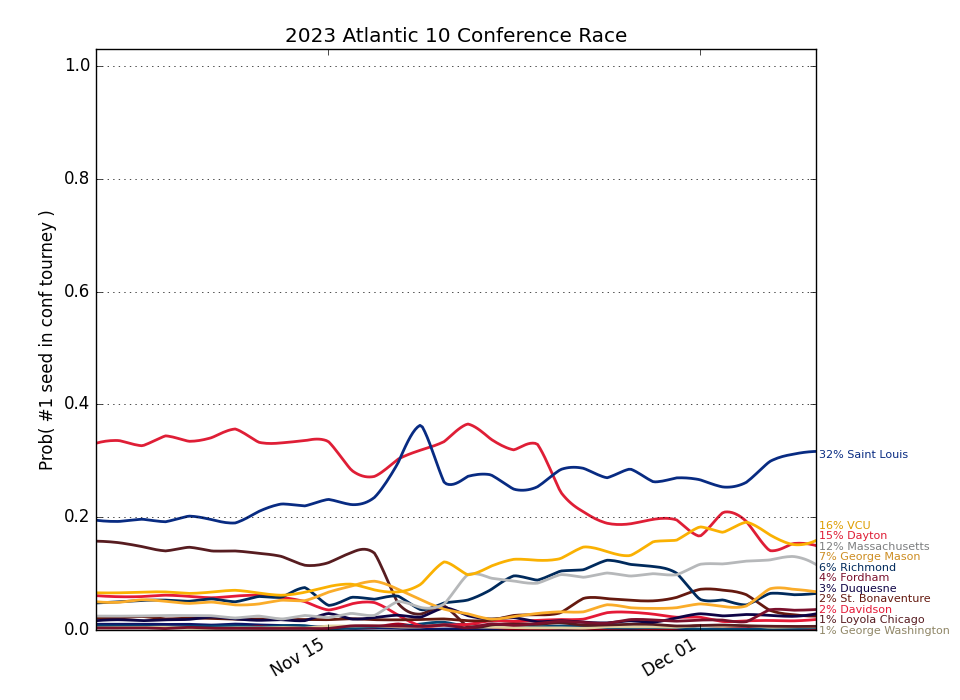 2023 Atlantic 10 Conference Race
Prob( #1 seed in conf tourney )
1.0
0.8
0.6
0.4
0.2
0.0
Nov 15
Dec 01
32% Saint Louis
16% VCU
15% Dayton
12% Massachusetts
7% George Mason
6% Richmond
4% Fordham
3% Duquesne
2% St. Bonaventure
2% Davidson
1% Loyola Chicago
1% George Washington